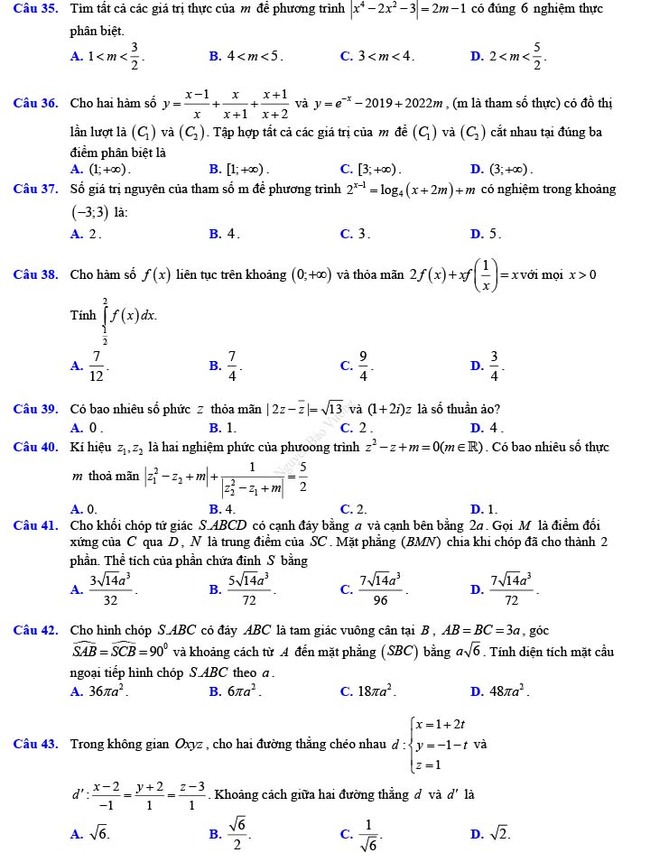 Câu 35. Tìm tất cả các giá trị thực của m để phương trình |x⁴ − 2x² − 3| = 2m − 1 có đúng 6 nghiệm thực
phân biệt.
A. 1 < m < 3/2. B. 4 < m < 5. C. 3 < m < 4. D. 2 < m < 5/2.
Câu 36. Cho hai hàm số y = (x−1)/x + x/(x+1) + (x+1)/(x+2) và y = e⁻ˣ − 2019 + 2022m, (m là tham số thực) có đồ thị
lần lượt là (C₁) và (C₂). Tập hợp tất cả các giá trị của m để (C₁) và (C₂) cắt nhau tại đúng ba
điểm phân biệt là
A. (1;+∞). B. [1;+∞). C. [3;+∞). D. (3;+∞).
Câu 37. Số giá trị nguyên của tham số m để phương trình 2ˣ⁻¹ = log₄(x + 2m) + m có nghiệm trong khoảng
(−3;3) là:
A. 2. B. 4. C. 3. D. 5.
Câu 38. Cho hàm số f(x) liên tục trên khoảng (0;+∞) và thỏa mãn 2f(x) + xf(1/x) = x với mọi x > 0
Tính ∫_{1/2}^{2} f(x)dx.
A. 7/12. B. 7/4. C. 9/4. D. 3/4.
Câu 39. Có bao nhiêu số phức z thỏa mãn |2z − z̄| = √13 và (1+2i)z là số thuần ảo?
A. 0. B. 1. C. 2. D. 4.
Câu 40. Kí hiệu z₁, z₂ là hai nghiệm phức của phưoong trình z² − z + m = 0(m ∈ ℝ). Có bao nhiêu số thực
m thoả mãn |z₁² − z₂ + m| + 1/|z₂² − z₁ + m| = 5/2
A. 0. B. 4. C. 2. D. 1.
Câu 41. Cho khối chóp tứ giác S.ABCD có cạnh đáy bằng a và cạnh bên bằng 2a. Gọi M là điểm đối
xứng của C qua D, N là trung điểm của SC. Mặt phẳng (BMN) chia khi chóp đã cho thành 2
phần. Thể tích của phần chứa đỉnh S bằng
A. 3√14a³/32. B. 5√14a³/72. C. 7√14a³/96. D. 7√14a³/72.
Câu 42. Cho hình chóp S.ABC có đáy ABC là tam giác vuông cân tại B, AB = BC = 3a, góc
SAB = SCB = 90⁰ và khoảng cách từ A đến mặt phẳng (SBC) bằng a√6. Tính diện tích mặt cầu
ngoại tiếp hình chóp S.ABC theo a.
A. 36πa². B. 6πa². C. 18πa². D. 48πa².
Câu 43. Trong không gian Oxyz, cho hai đường thẳng chéo nhau d: {x = 1 + 2t; y = −1 − t; z = 1 và
d': (x−2)/−1 = (y+2)/1 = (z−3)/1. Khoảng cách giữa hai đường thẳng d và d' là
A. √6. B. √6/2. C. 1/√6. D. √2.